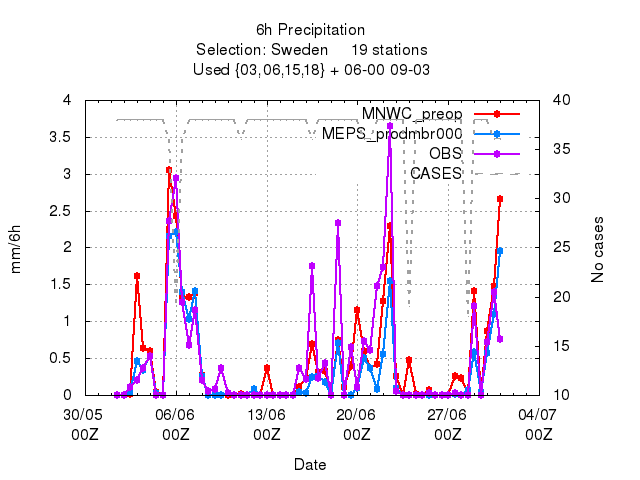 6h Precipitation
Selection: Sweden 19 stations
Used {03,06,15,18} + 06-00 09-03
4 40
MNWC_preop
3.5 MEPS_prodmbr000 35
OBS
3 CASES 30
2.5
2 25
mm/6h No cases
1.5 20
1
0.5 15
0 10
30/05 06/06 13/06 20/06 27/06 04/07
00Z 00Z 00Z 00Z 00Z 00Z
Date